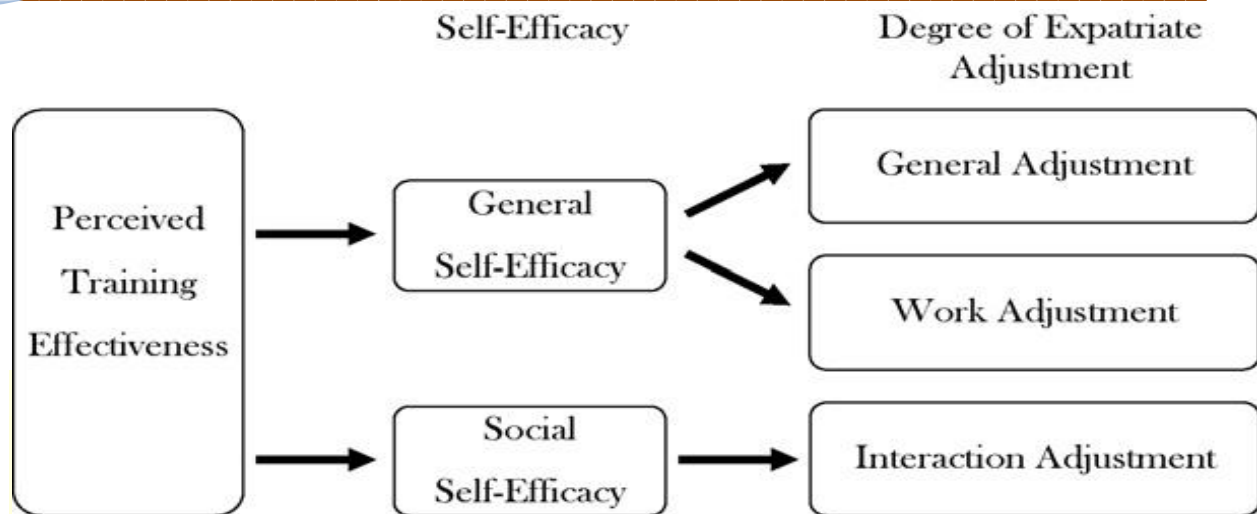 Self-Efficacy
Degree of Expatriate
Adjustment
Perceived
Training
Effectiveness
General
Self-Efficacy
Social
Self-Efficacy
General Adjustment
Work Adjustment
Interaction Adjustment